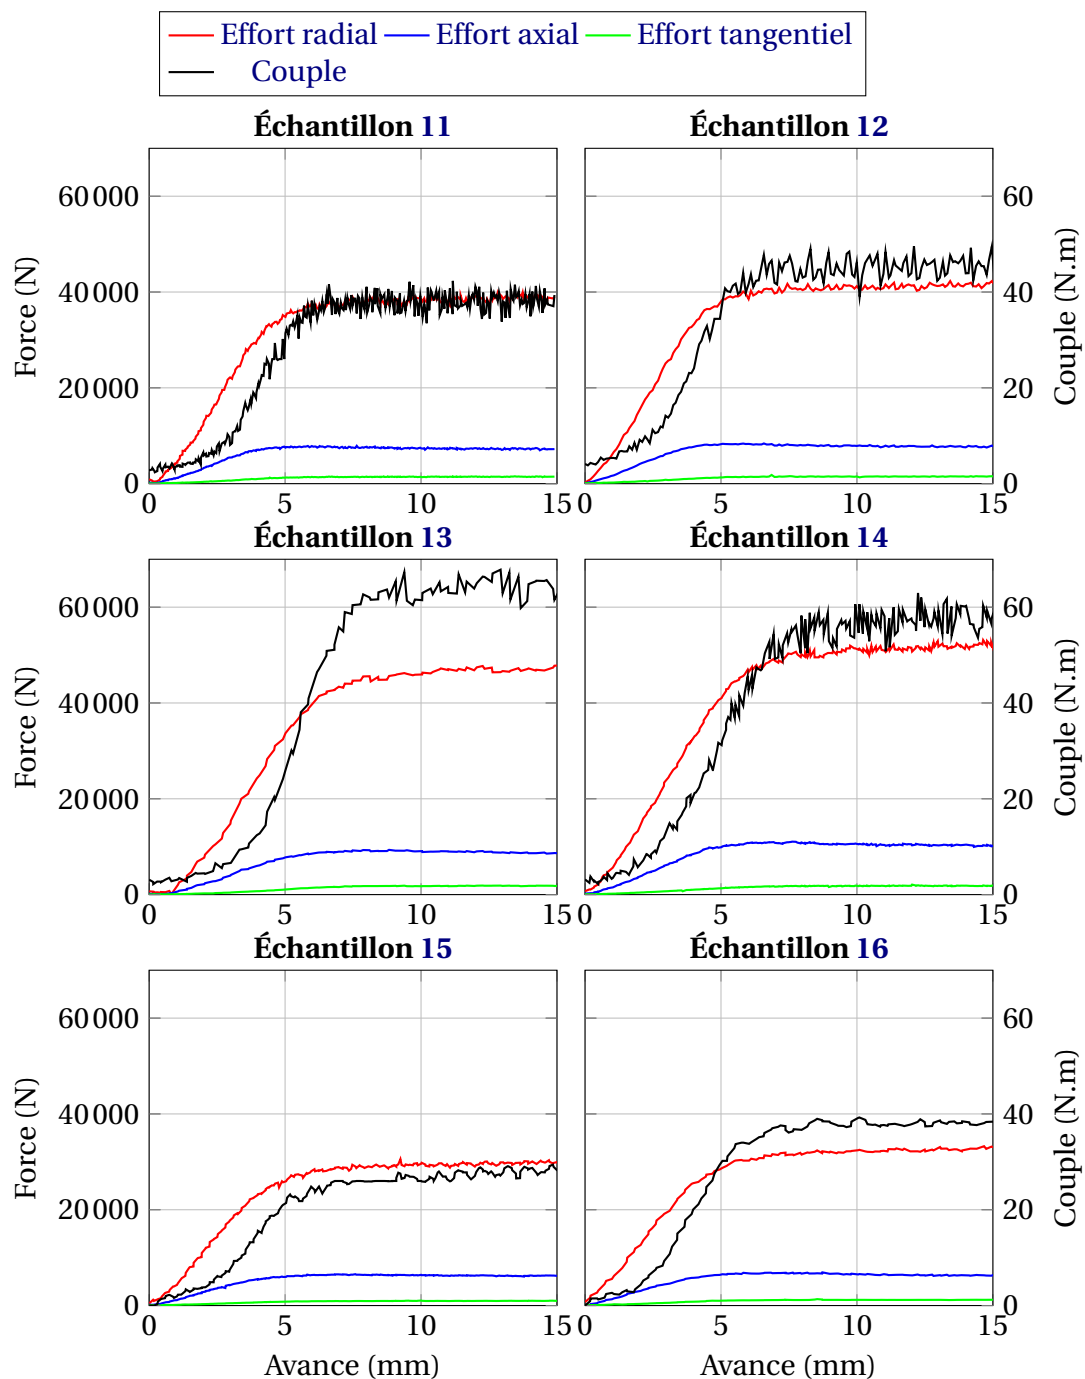 Effort radial Effort axial Effort tangentiel
Couple
Échantillon 11 Échantillon 12
60 000 60
40 000 40
20 000 20
0 0
0 5 10 15 0 5 10 15
Force (N) Couple (N.m)
Échantillon 13 Échantillon 14
60 000 60
40 000 40
20 000 20
0 0
0 5 10 15 0 5 10 15
Force (N) Couple (N.m)
Échantillon 15 Échantillon 16
60 000 60
40 000 40
20 000 20
0 0
0 5 10 15 0 5 10 15
Force (N) Couple (N.m)
Avance (mm) Avance (mm)